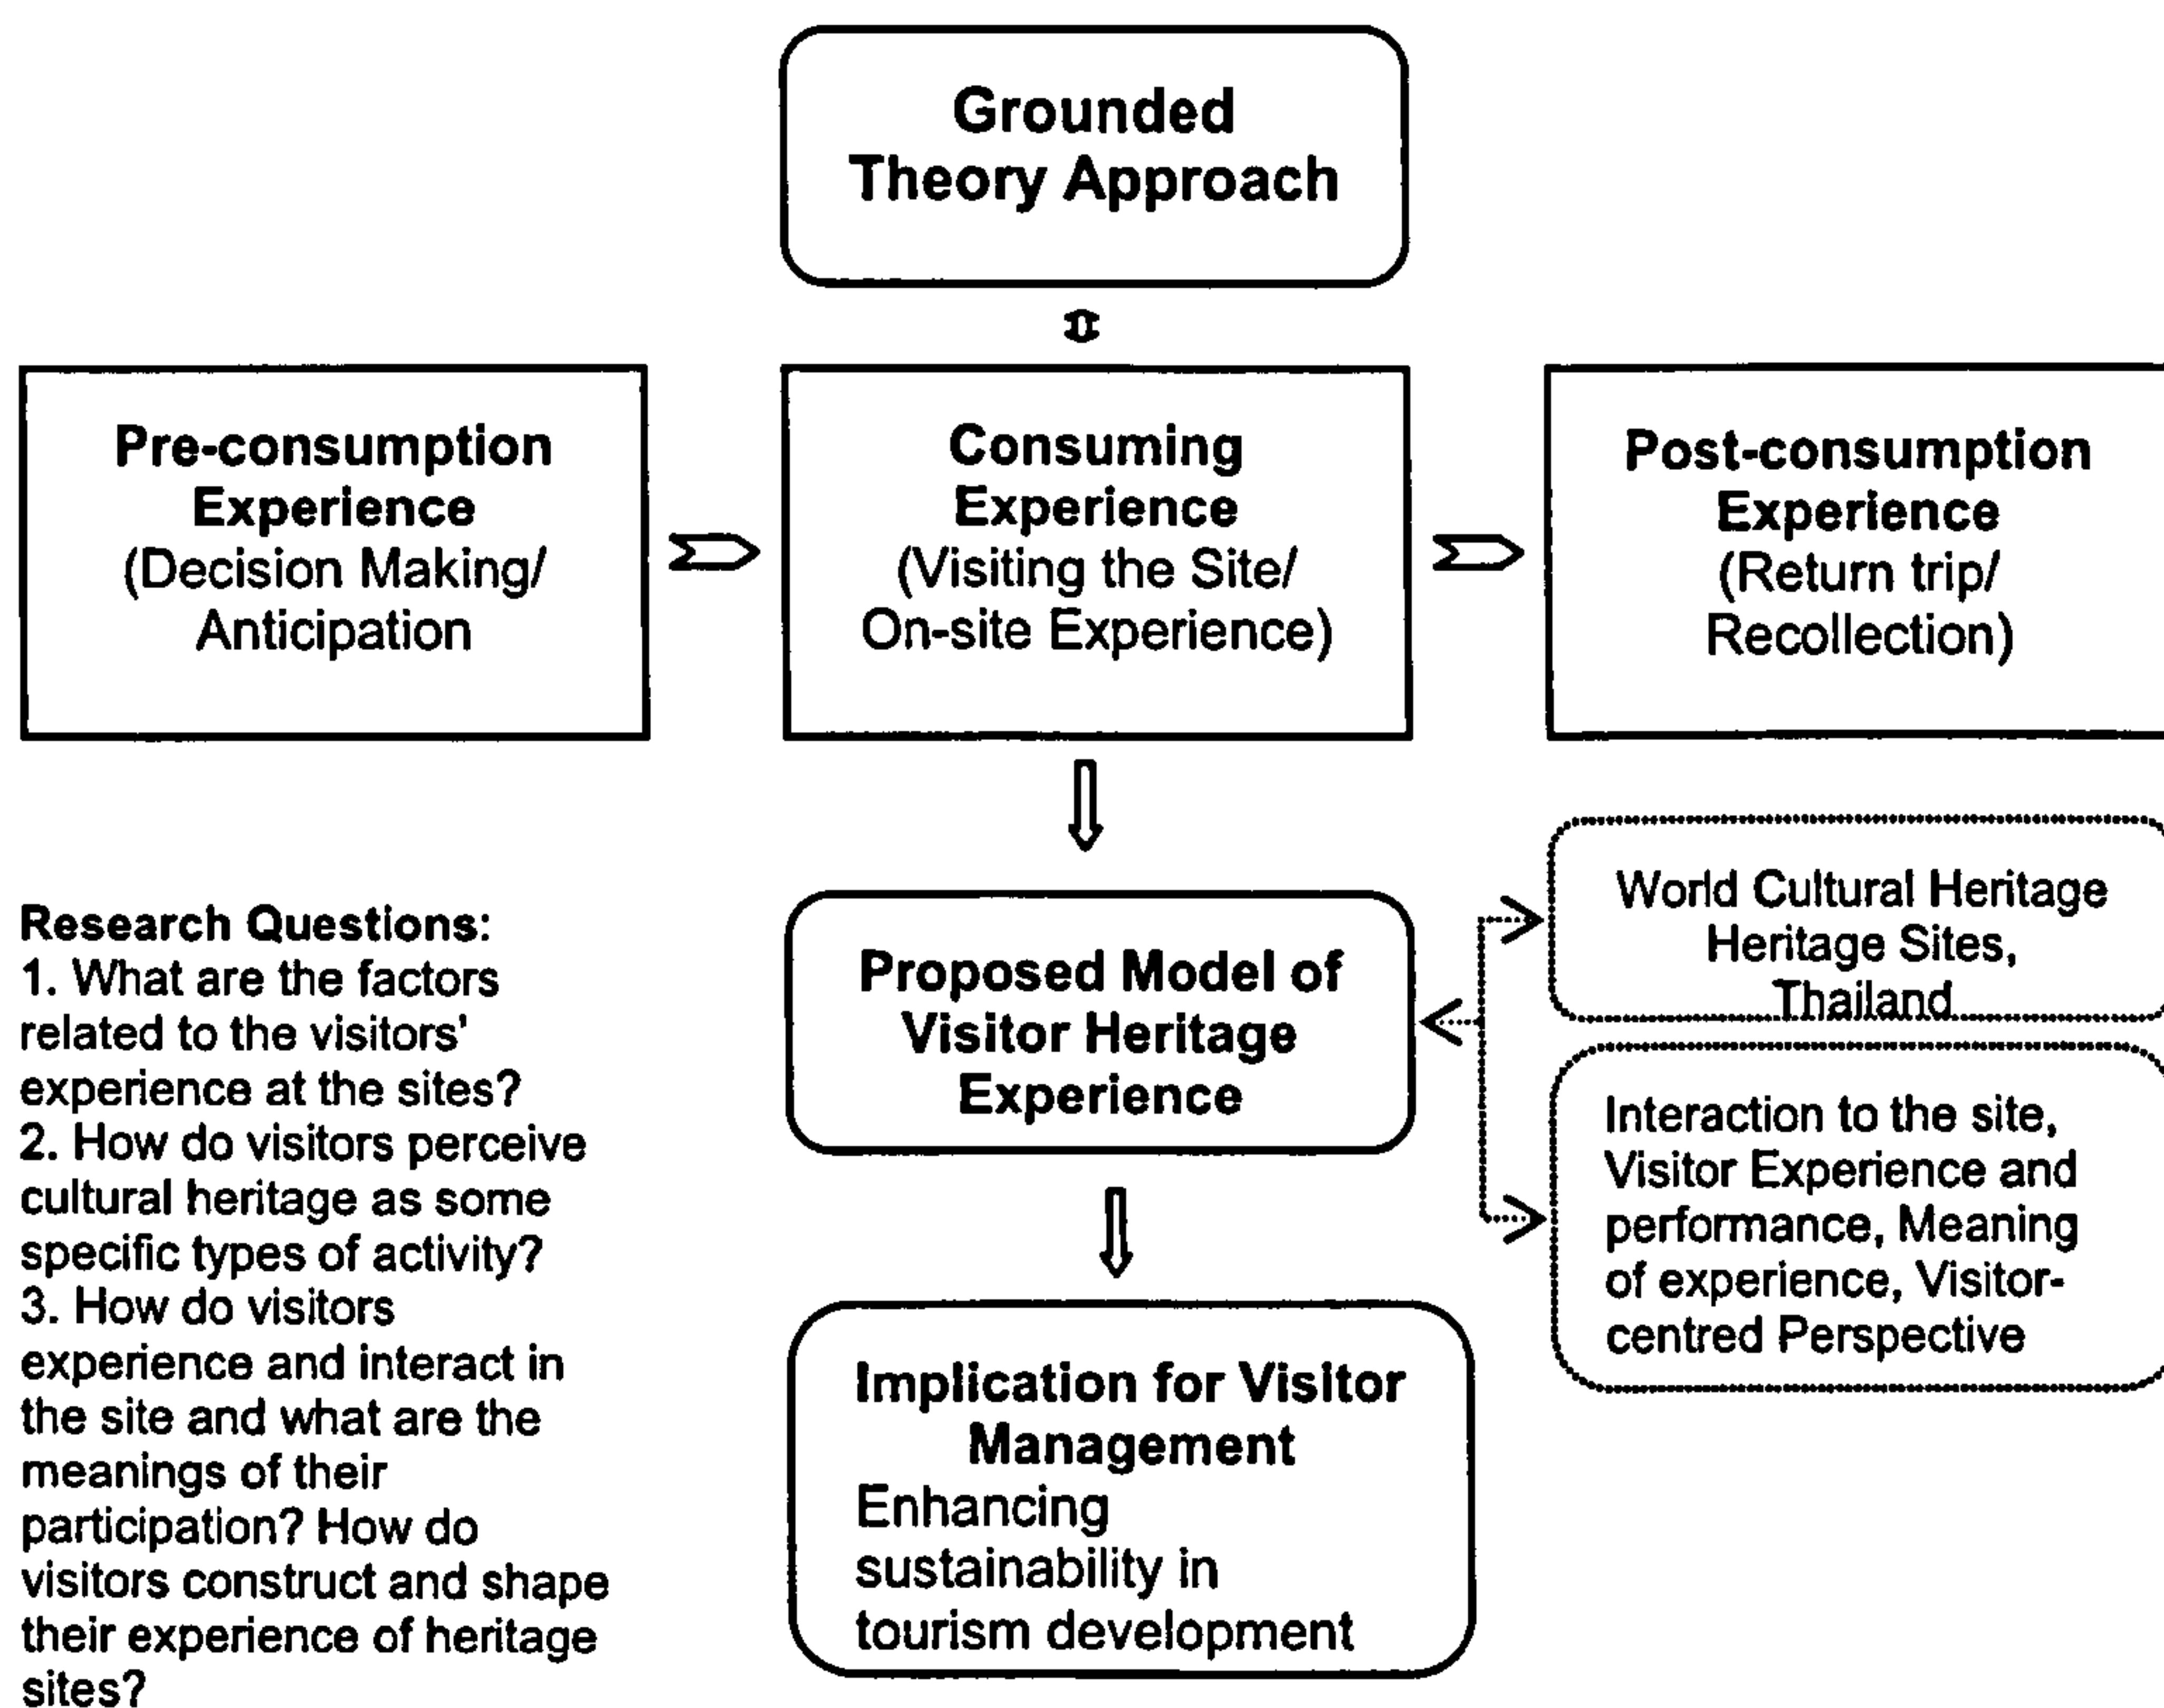 Grounded
Theory Approach
Pre-consumption
Experience
(Decision Making/
Anticipation
Consuming
Experience
(Visiting the Site/
On-site Experience)
Post-consumption
Experience
(Return trip/
Recollection)
Research Questions:
1. What are the factors
related to the visitors'
experience at the sites?
2. How do visitors perceive
cultural heritage as some
specific types of activity?
3. How do visitors
experience and interact in
the site and what are the
meanings of their
participation? How do
visitors construct and shape
their experience of heritage
sites?
Proposed Model of
Visitor Heritage
Experience
World Cultural Heritage
Heritage Sites,
Thailand
Interaction to the site,
Visitor Experience and
performance, Meaning
of experience, Visitor-
centred Perspective
Implication for Visitor
Management
Enhancing
sustainability in
tourism development